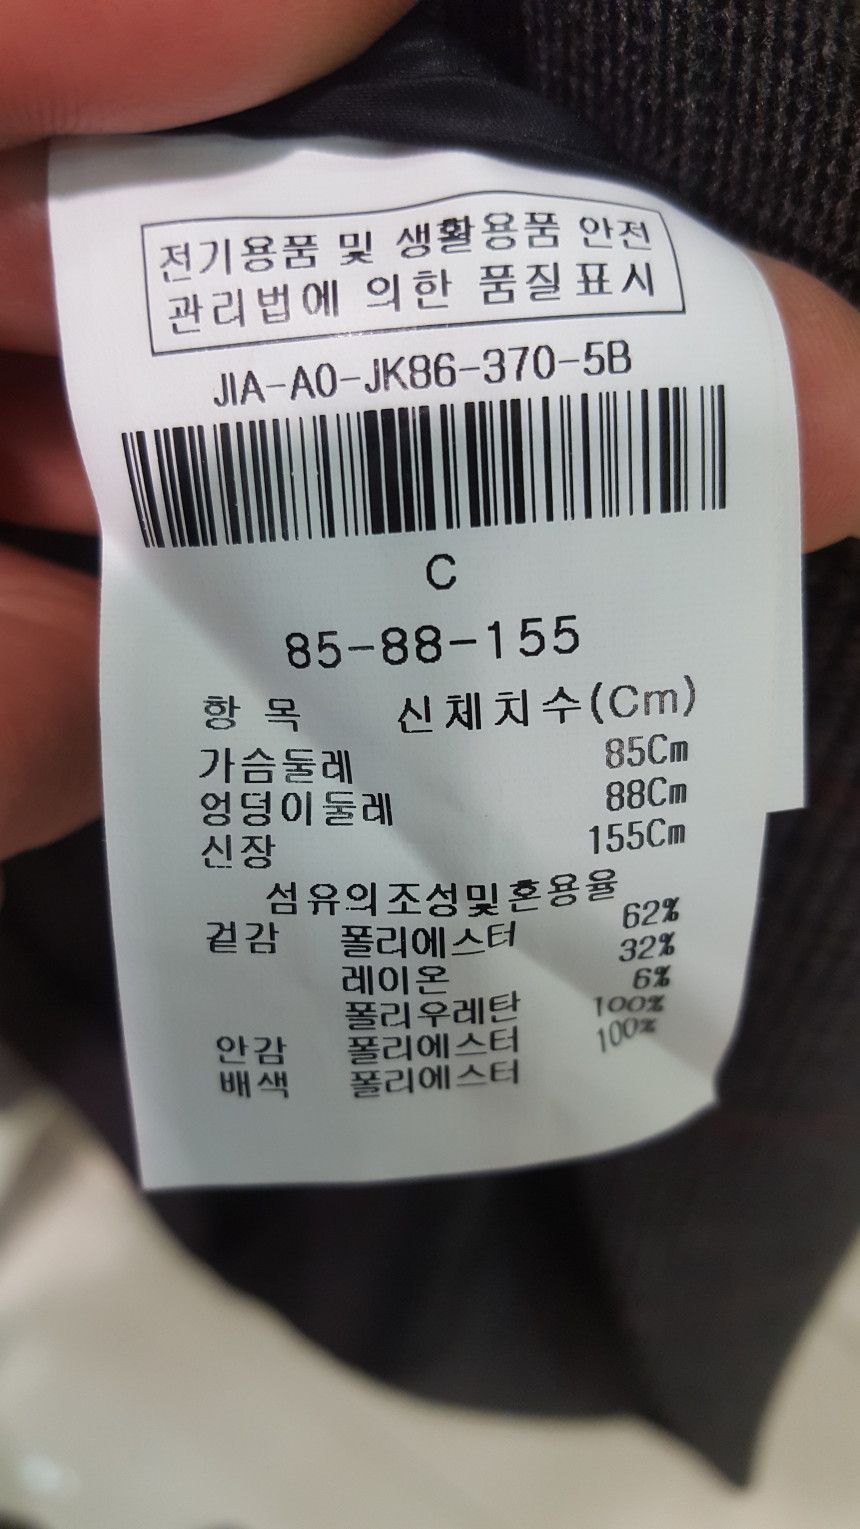 전기용품 및 생활용품 안전
관리법에 의한 품질표시
JIA-A0-JK86-370-5B
C
85-88-155
항 목 신체치수(Cm)
가슴둘레 85Cm
엉덩이둘레 88Cm
신장 155Cm
섬유의조성및혼용율
겉감 폴리에스터 62%
레이온 32%
폴리우레탄 6%
안감 폴리에스터 100%
배색 폴리에스터 100%